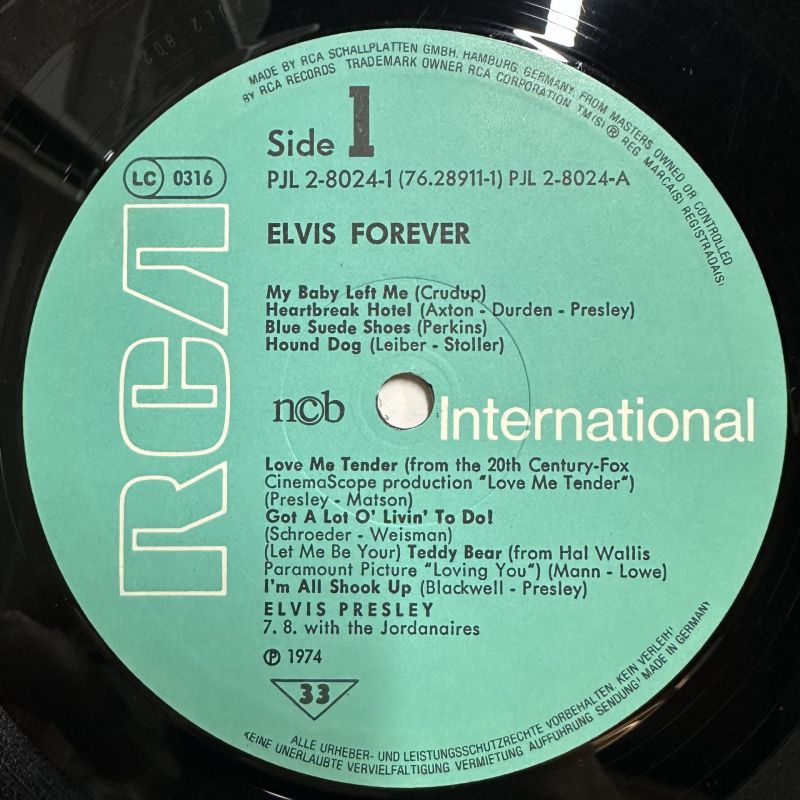 MADE BY RCA SCHALLPLATTEN GMBH, HAMBURG, GERMANY, FROM MASTERS OWNED OR CONTROLLED
BY RCA RECORDS TRADEMARK OWNER RCA CORPORATION TM(S) ® REG MARCA(S) REGISTRADA(S)
Side 1
LC 0316
PJL 2-8024-1 (76.28911-1) PJL 2-8024-A
ELVIS FOREVER
RCA
My Baby Left Me (Crudup)
Heartbreak Hotel (Axton - Durden - Presley)
Blue Suede Shoes (Perkins)
Hound Dog (Leiber - Stoller)
ncb
International
Love Me Tender (from the 20th Century-Fox
CinemaScope production "Love Me Tender")
(Presley - Matson)
Got A Lot O' Livin' To Do!
(Schroeder - Weisman)
(Let Me Be Your) Teddy Bear (from Hal Wallis
Paramount Picture "Loving You") (Mann - Lowe)
I'm All Shook Up (Blackwell - Presley)
ELVIS PRESLEY
7. 8. with the Jordanaires
℗ 1974
33
ALLE URHEBER- UND LEISTUNGSSCHUTZRECHTE VORBEHALTEN. KEIN VERLEIH!
KEINE UNERLAUBTE VERVIELFÄLTIGUNG VERMIETUNG AUFFÜHRUNG SENDUNG! MADE IN GERMANY